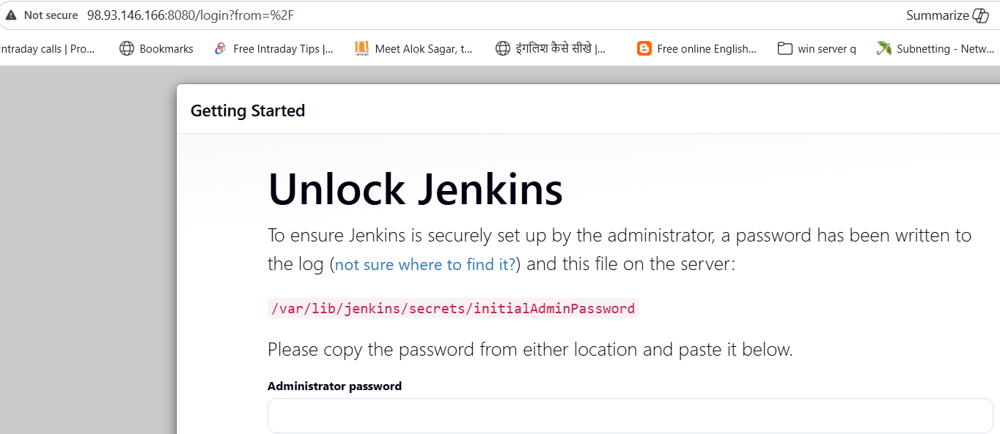 Not secure 98.93.146.166:8080/login?from=%2F Summarize
ntraday calls | Pro... Bookmarks Free Intraday Tips |... Meet Alok Sagar, t... इंगलिश कैसे सीखे |... Free online English... win server q Subnetting - Netw...
Getting Started
Unlock Jenkins
To ensure Jenkins is securely set up by the administrator, a password has been written to
the log (not sure where to find it?) and this file on the server:
/var/lib/jenkins/secrets/initialAdminPassword
Please copy the password from either location and paste it below.
Administrator password